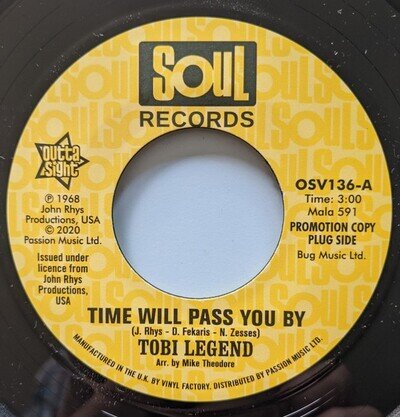 SOUL
RECORDS
outta
sight
℗ 1968
John Rhys
Productions, USA
© 2020
Passion Music Ltd.
Issued under
licence from
John Rhys
Productions,
USA
OSV136-A
Time: 3:00
Mala 591
PROMOTION COPY
PLUG SIDE
Bug Music Ltd.
TIME WILL PASS YOU BY
(J. Rhys - D. Fekaris - N. Zesses)
TOBI LEGEND
Arr. by Mike Theodore
MANUFACTURED IN THE U.K. BY VINYL FACTORY. DISTRIBUTED BY PASSION MUSIC LTD.